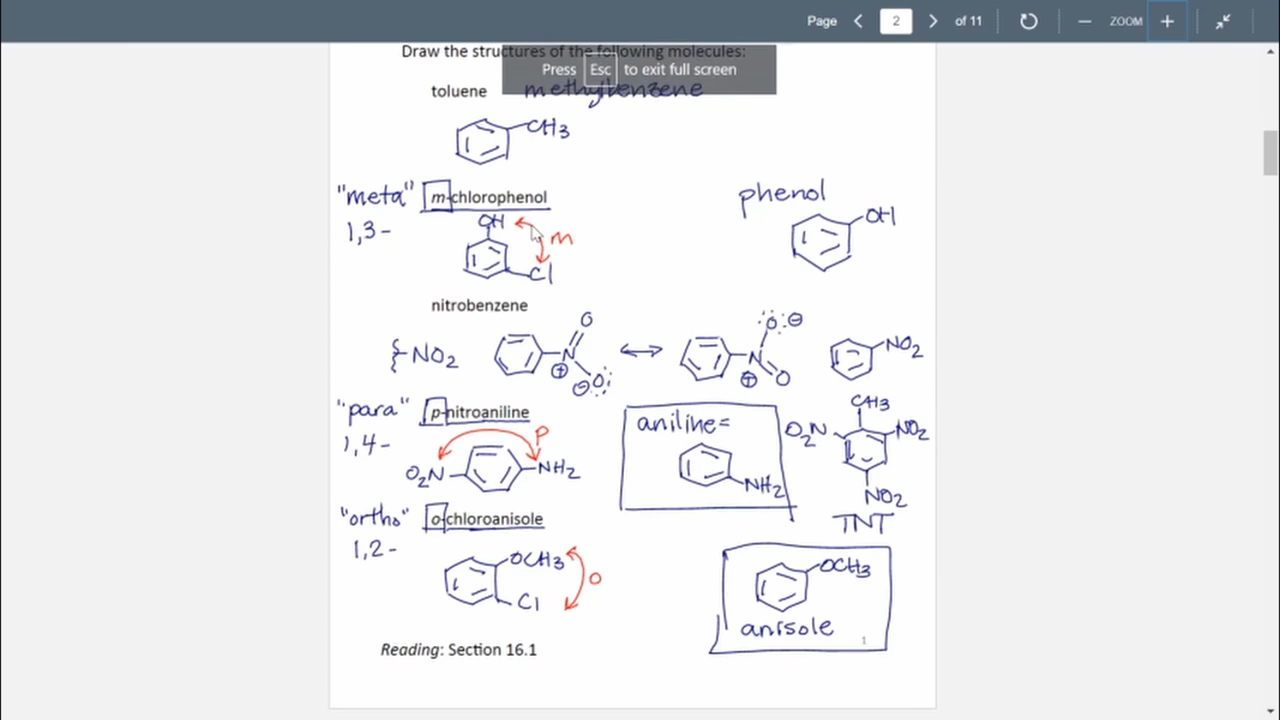 Page 2 of 11 ZOOM
Draw the structures of the following molecules:
Press Esc to exit full screen
toluene methylbenzene
CH3
"meta" m-chlorophenol phenol
1,3-
OH m OH
Cl
nitrobenzene
NO2 O N ⊕ ⊖ O N ⊕ O ⊖ O NO2
"para" p-nitroaniline aniline=
1,4-
p
O2N NH2 NH2
CH3
O2N NO2
NO2
TNT
"ortho" o-chloroanisole
1,2-
OCH3 o OCH3
Cl
anisole
1
Reading: Section 16.1